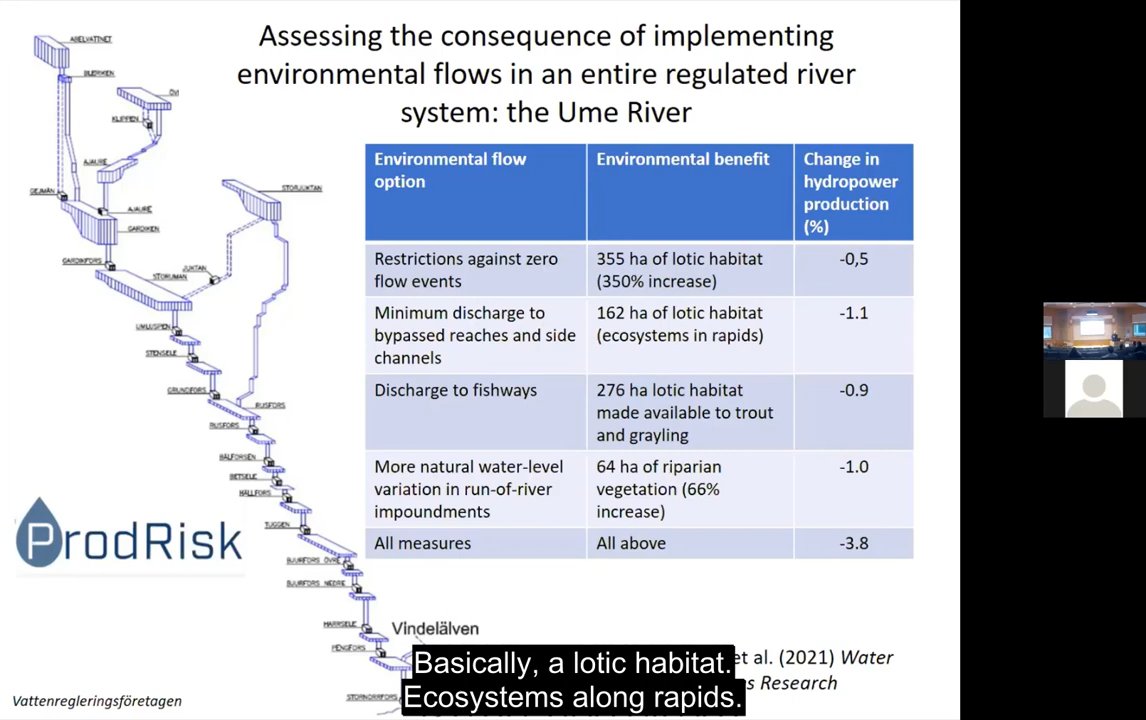 Assessing the consequence of implementing
environmental flows in an entire regulated river
system: the Ume River
ABELVATTNET
BLERIKEN
KLIPPEN
AJAURE
GEJMÅN
AJAURE
GARDIKEN
STORJUKTAN
GARDIKFORS
JUKTAN
STORUMAN
UMLUSPEN
STENSELE
GRUNDFORS
RUSFORS
RUSFORS
BÅLFORSEN
BETSELE
HÄLLFORS
TUGGEN
BJURFORS ÖVRE
BJURFORS NEDRE
HARRSELE
PENGFORS
STORNORRFORS
Vindelälven
Environmental flow
option
Environmental benefit
Change in
hydropower
production
(%)
Restrictions against zero
flow events
355 ha of lotic habitat
(350% increase)
-0,5
Minimum discharge to
bypassed reaches and side
channels
162 ha of lotic habitat
(ecosystems in rapids)
-1.1
Discharge to fishways
276 ha lotic habitat
made available to trout
and grayling
-0.9
More natural water-level
variation in run-of-river
impoundments
64 ha of riparian
vegetation (66%
increase)
-1.0
All measures
All above
-3.8
ProdRisk
et al. (2021) Water
Research
Basically, a lotic habitat.
Ecosystems along rapids.
Vattenregleringsföretagen